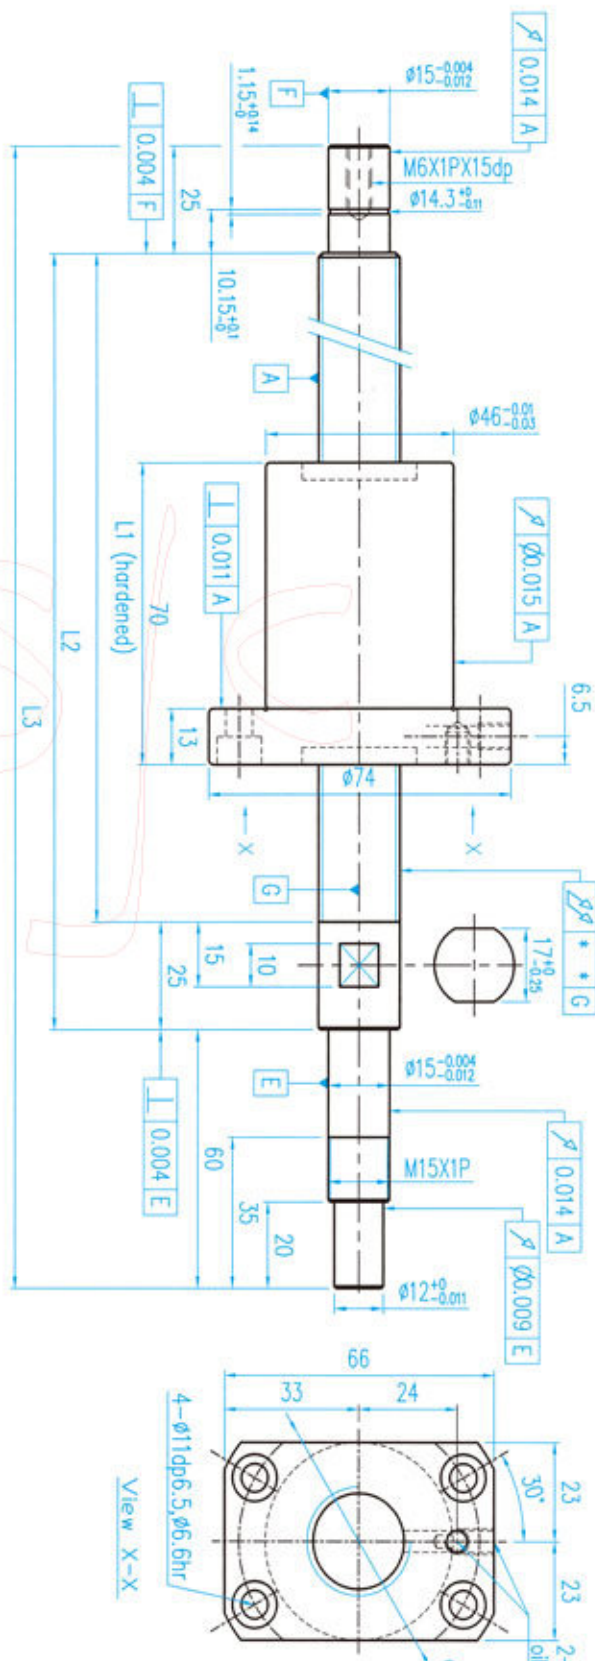 ⌰ 0.014 A
ø15 -0.004 -0.012
F
1.15 +0.14 -0
M6X1PX15dp
ø14.3 +0 -0.11
⊥ 0.004 F
25
10.15 +0.1 -0
A
ø46 -0.01 -0.03
⊥ 0.011 A
L1 (hardened)
70
ø0.015 A
6.5
13
ø74
L2
L3
X
X
G
17 +0 -0.25
* * G
15
10
25
⊥ 0.004 E
E
ø15 -0.004 -0.012
0.014 A
M15X1P
60
35
20
ø0.009 E
ø12 +0 -0.011
66
33
24
30°
23
23
2-
oi
4-ø11dp6.5,ø6.6hr
View X-X